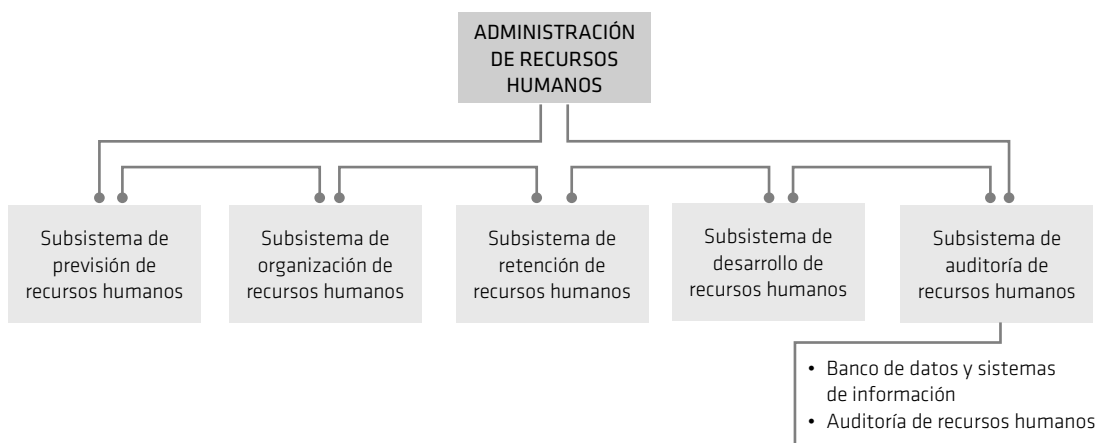 ADMINISTRACIÓN
DE RECURSOS
HUMANOS
Subsistema de
previsión de
recursos humanos
Subsistema de
organización de
recursos humanos
Subsistema de
retención de
recursos humanos
Subsistema de
desarrollo de
recursos humanos
Subsistema de
auditoría de
recursos humanos
• Banco de datos y sistemas
de información
• Auditoría de recursos humanos